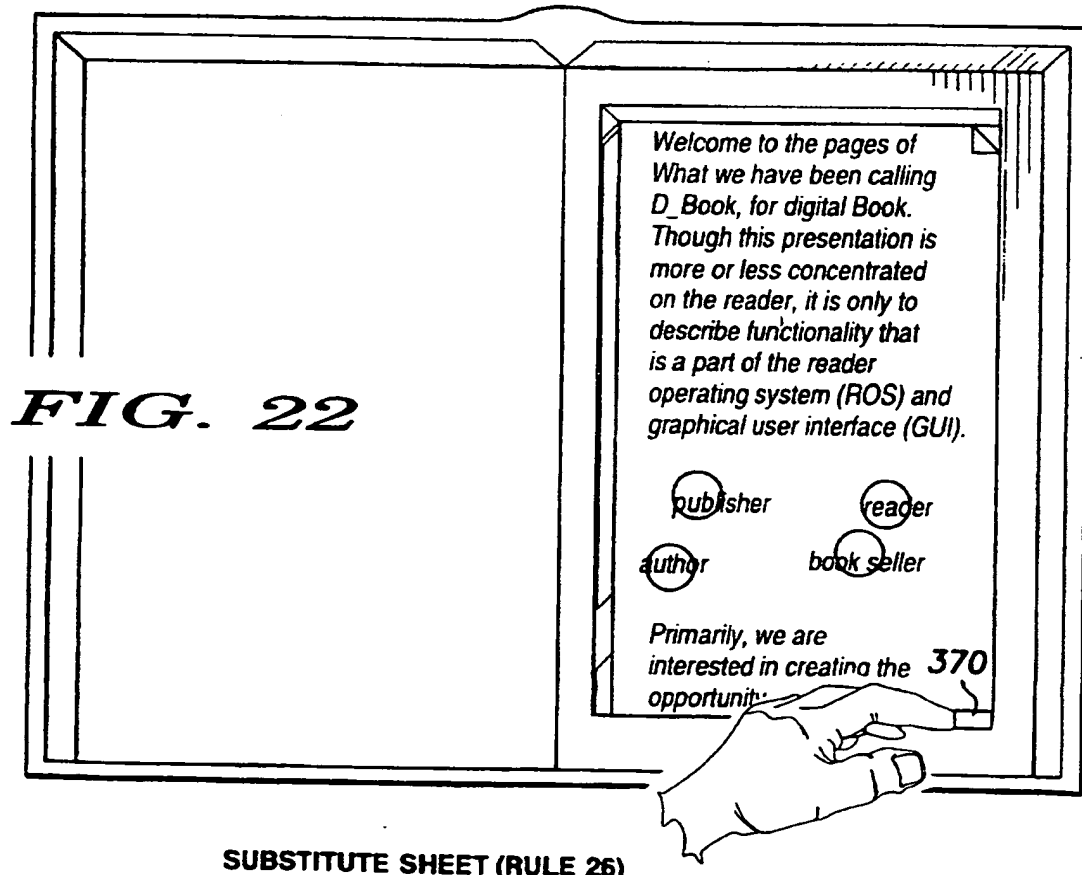 Welcome to the pages of
What we have been calling
D_Book, for digital Book.
Though this presentation is
more or less concentrated
on the reader, it is only to
describe functionality that
is a part of the reader
operating system (ROS) and
graphical user interface (GUI).
FIG. 22
publisher reader
author book seller
Primarily, we are
interested in creating the 370
opportunity
SUBSTITUTE SHEET (RULE 26)